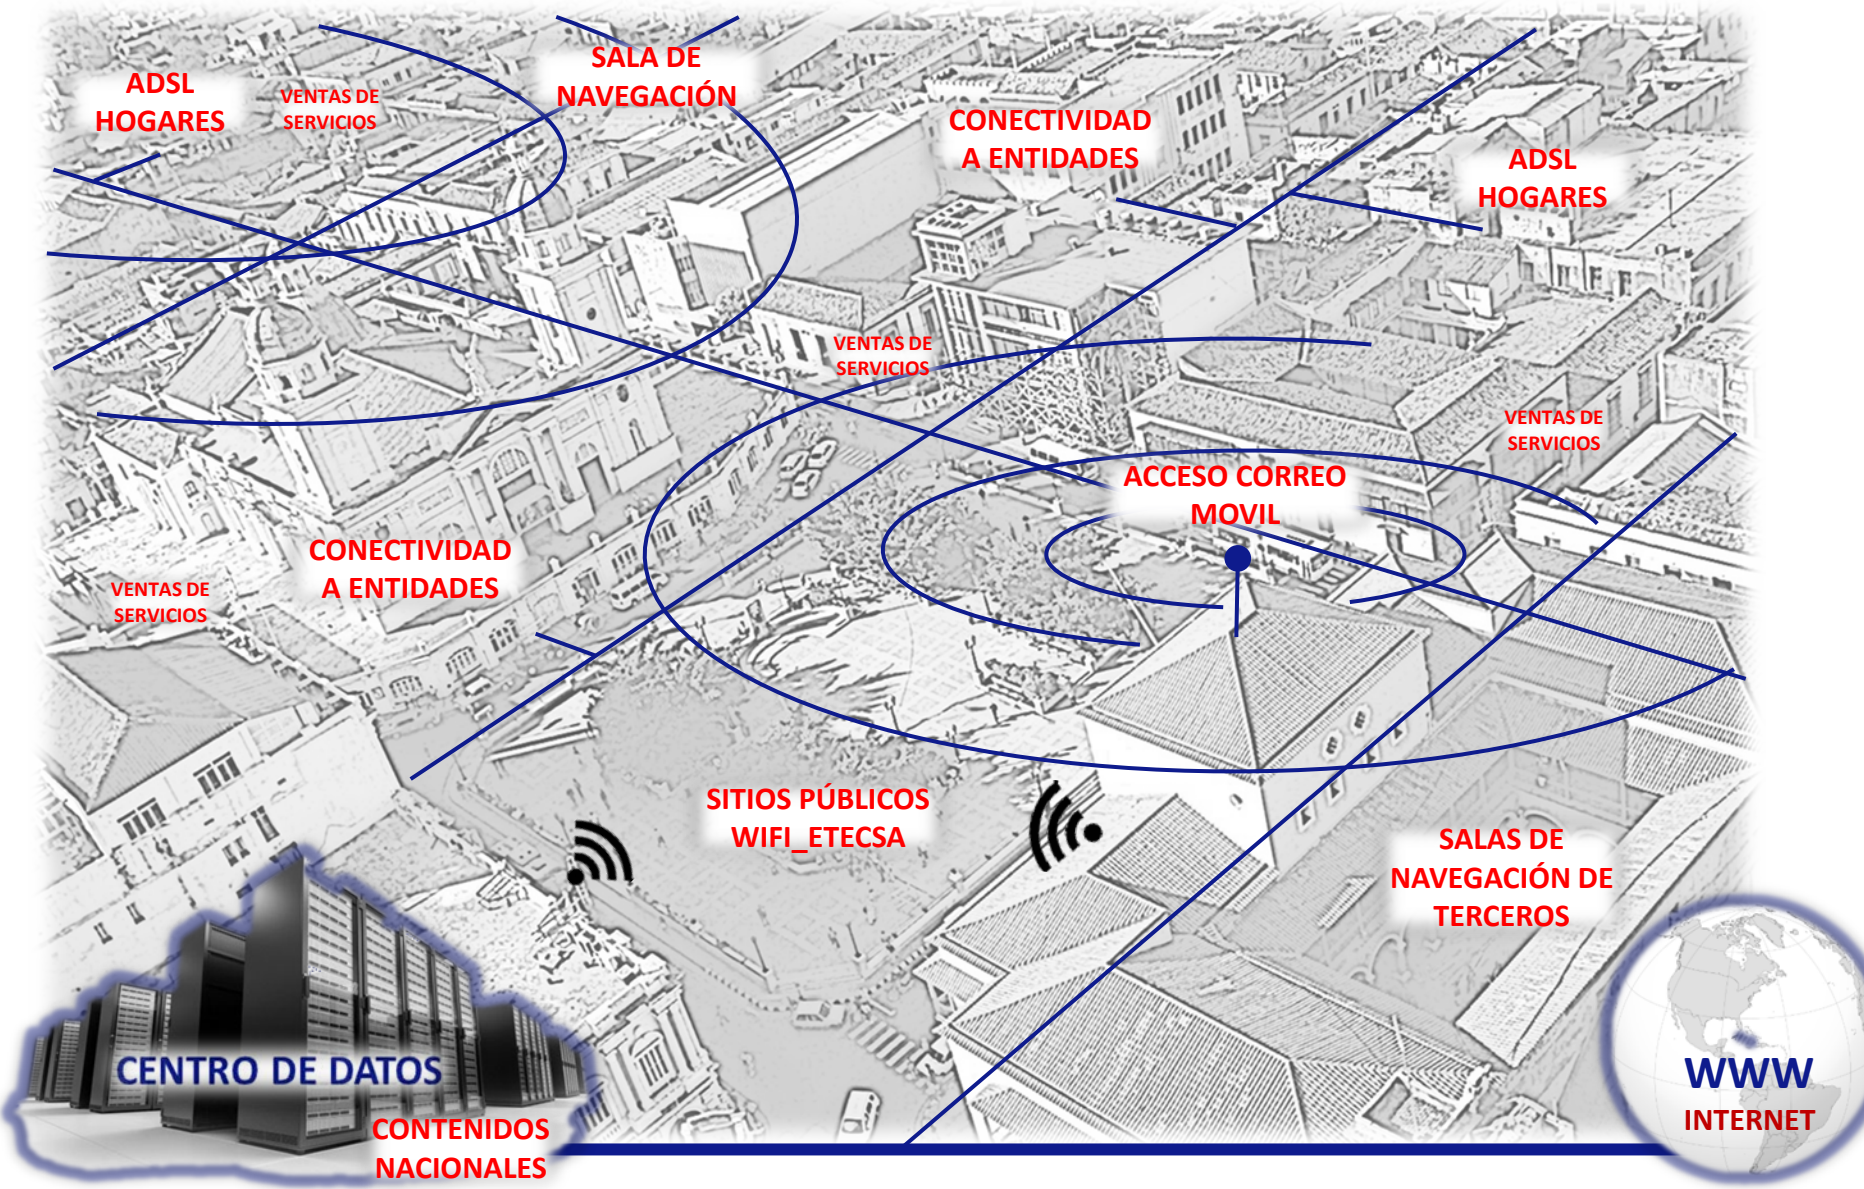 ADSL
HOGARES
VENTAS DE
SERVICIOS
SALA DE
NAVEGACIÓN
CONECTIVIDAD
A ENTIDADES
ADSL
HOGARES
VENTAS DE
SERVICIOS
VENTAS DE
SERVICIOS
ACCESO CORREO
MOVIL
CONECTIVIDAD
A ENTIDADES
VENTAS DE
SERVICIOS
SITIOS PÚBLICOS
WIFI_ETECSA
SALAS DE
NAVEGACIÓN DE
TERCEROS
CENTRO DE DATOS
CONTENIDOS
NACIONALES
WWW
INTERNET